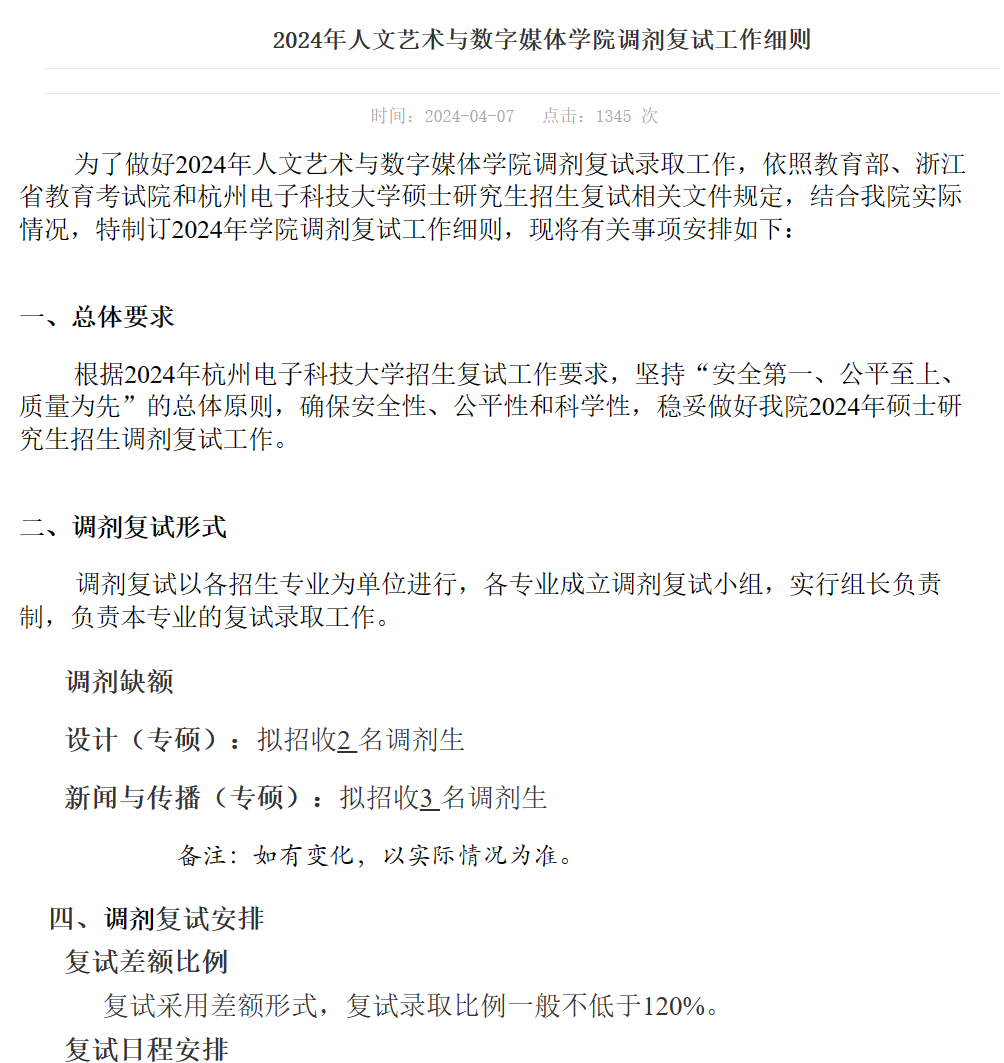 2024年人文艺术与数字媒体学院调剂复试工作细则
时间：2024-04-07 点击：1345 次
为了做好2024年人文艺术与数字媒体学院调剂复试录取工作，依照教育部、浙江
省教育考试院和杭州电子科技大学硕士研究生招生复试相关文件规定，结合我院实际
情况，特制订2024年学院调剂复试工作细则，现将有关事项安排如下：
一、总体要求
根据2024年杭州电子科技大学招生复试工作要求，坚持“安全第一、公平至上、
质量为先”的总体原则，确保安全性、公平性和科学性，稳妥做好我院2024年硕士研
究生招生调剂复试工作。
二、调剂复试形式
调剂复试以各招生专业为单位进行，各专业成立调剂复试小组，实行组长负责
制，负责本专业的复试录取工作。
调剂缺额
设计（专硕）：拟招收2 名调剂生
新闻与传播（专硕）：拟招收3 名调剂生
备注：如有变化，以实际情况为准。
四、调剂复试安排
复试差额比例
复试采用差额形式，复试录取比例一般不低于120%。
复试日程安排